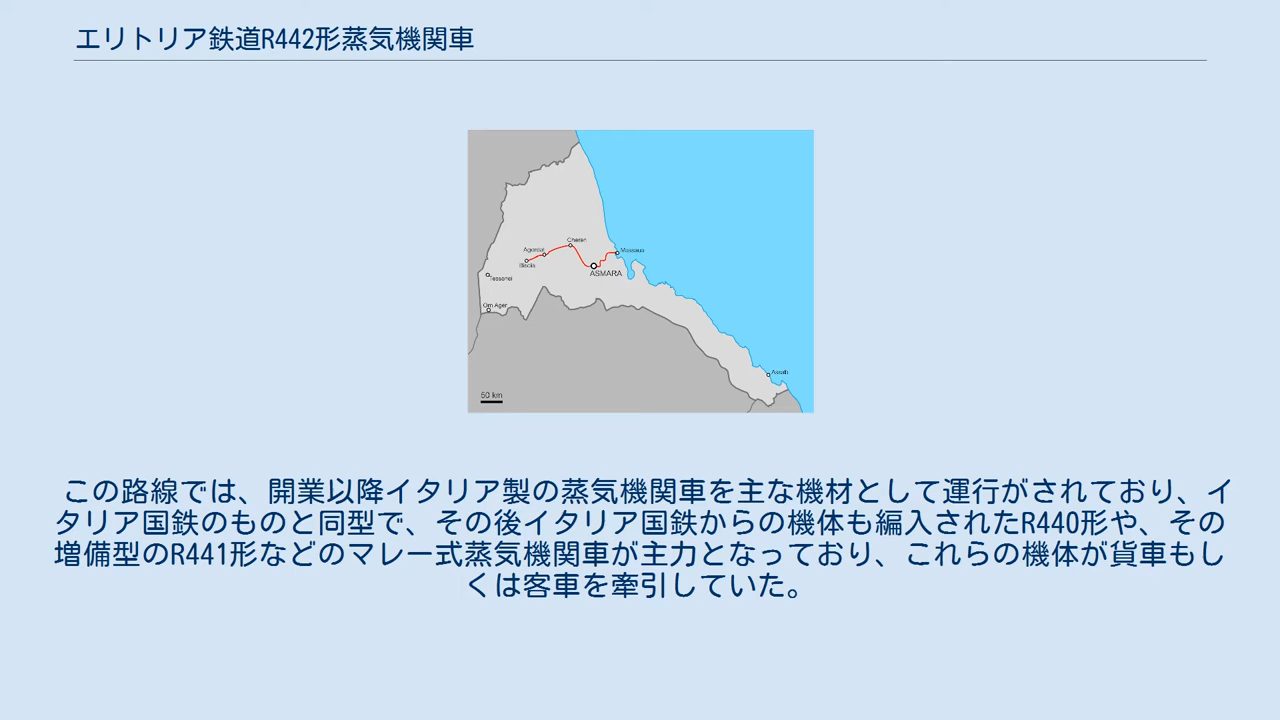 エリトリア鉄道R442形蒸気機関車
Cheren
Agordat
Massaua
Biscia
ASMARA
Tessenei
Om Ager
Assab
50 km
この路線では、開業以降イタリア製の蒸気機関車を主な機材として運行がされており、イ
タリア国鉄のものと同型で、その後イタリア国鉄からの機体も編入されたR440形や、その
増備型のR441形などのマレー式蒸気機関車が主力となっており、これらの機体が貨車もし
くは客車を牽引していた。